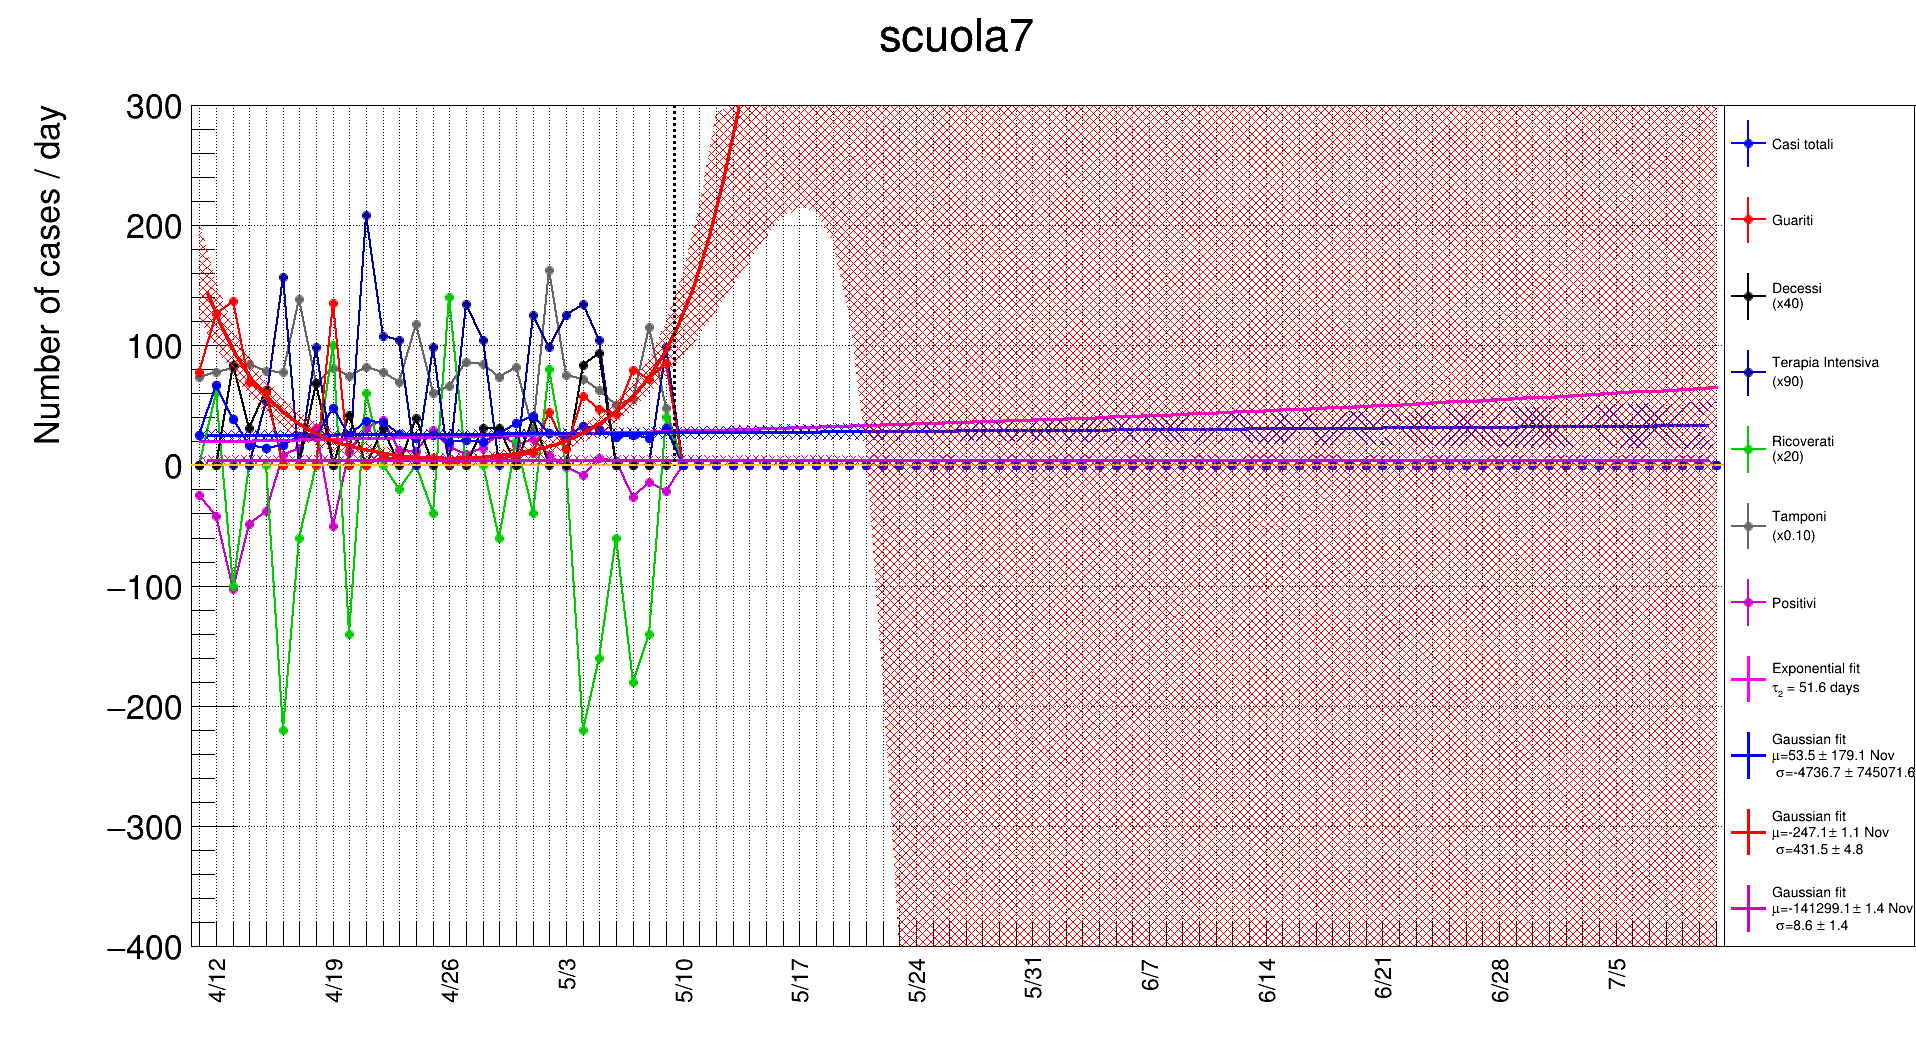 scuola7
Number of cases / day
300
200
100
0
−100
−200
−300
−400
4/12
4/19
4/26
5/3
5/10
5/17
5/24
5/31
6/7
6/14
6/21
6/28
7/5
Casi totali
Guariti
Decessi
(x40)
Terapia Intensiva
(x90)
Ricoverati
(x20)
Tamponi
(x0.10)
Positivi
Exponential fit
τ2 = 51.6 days
Gaussian fit
μ=53.5 ± 179.1 Nov
σ=-4736.7 ± 745071.6
Gaussian fit
μ=-247.1 ± 1.1 Nov
σ=431.5 ± 4.8
Gaussian fit
μ=-141299.1 ± 1.4 Nov
σ=8.6 ± 1.4